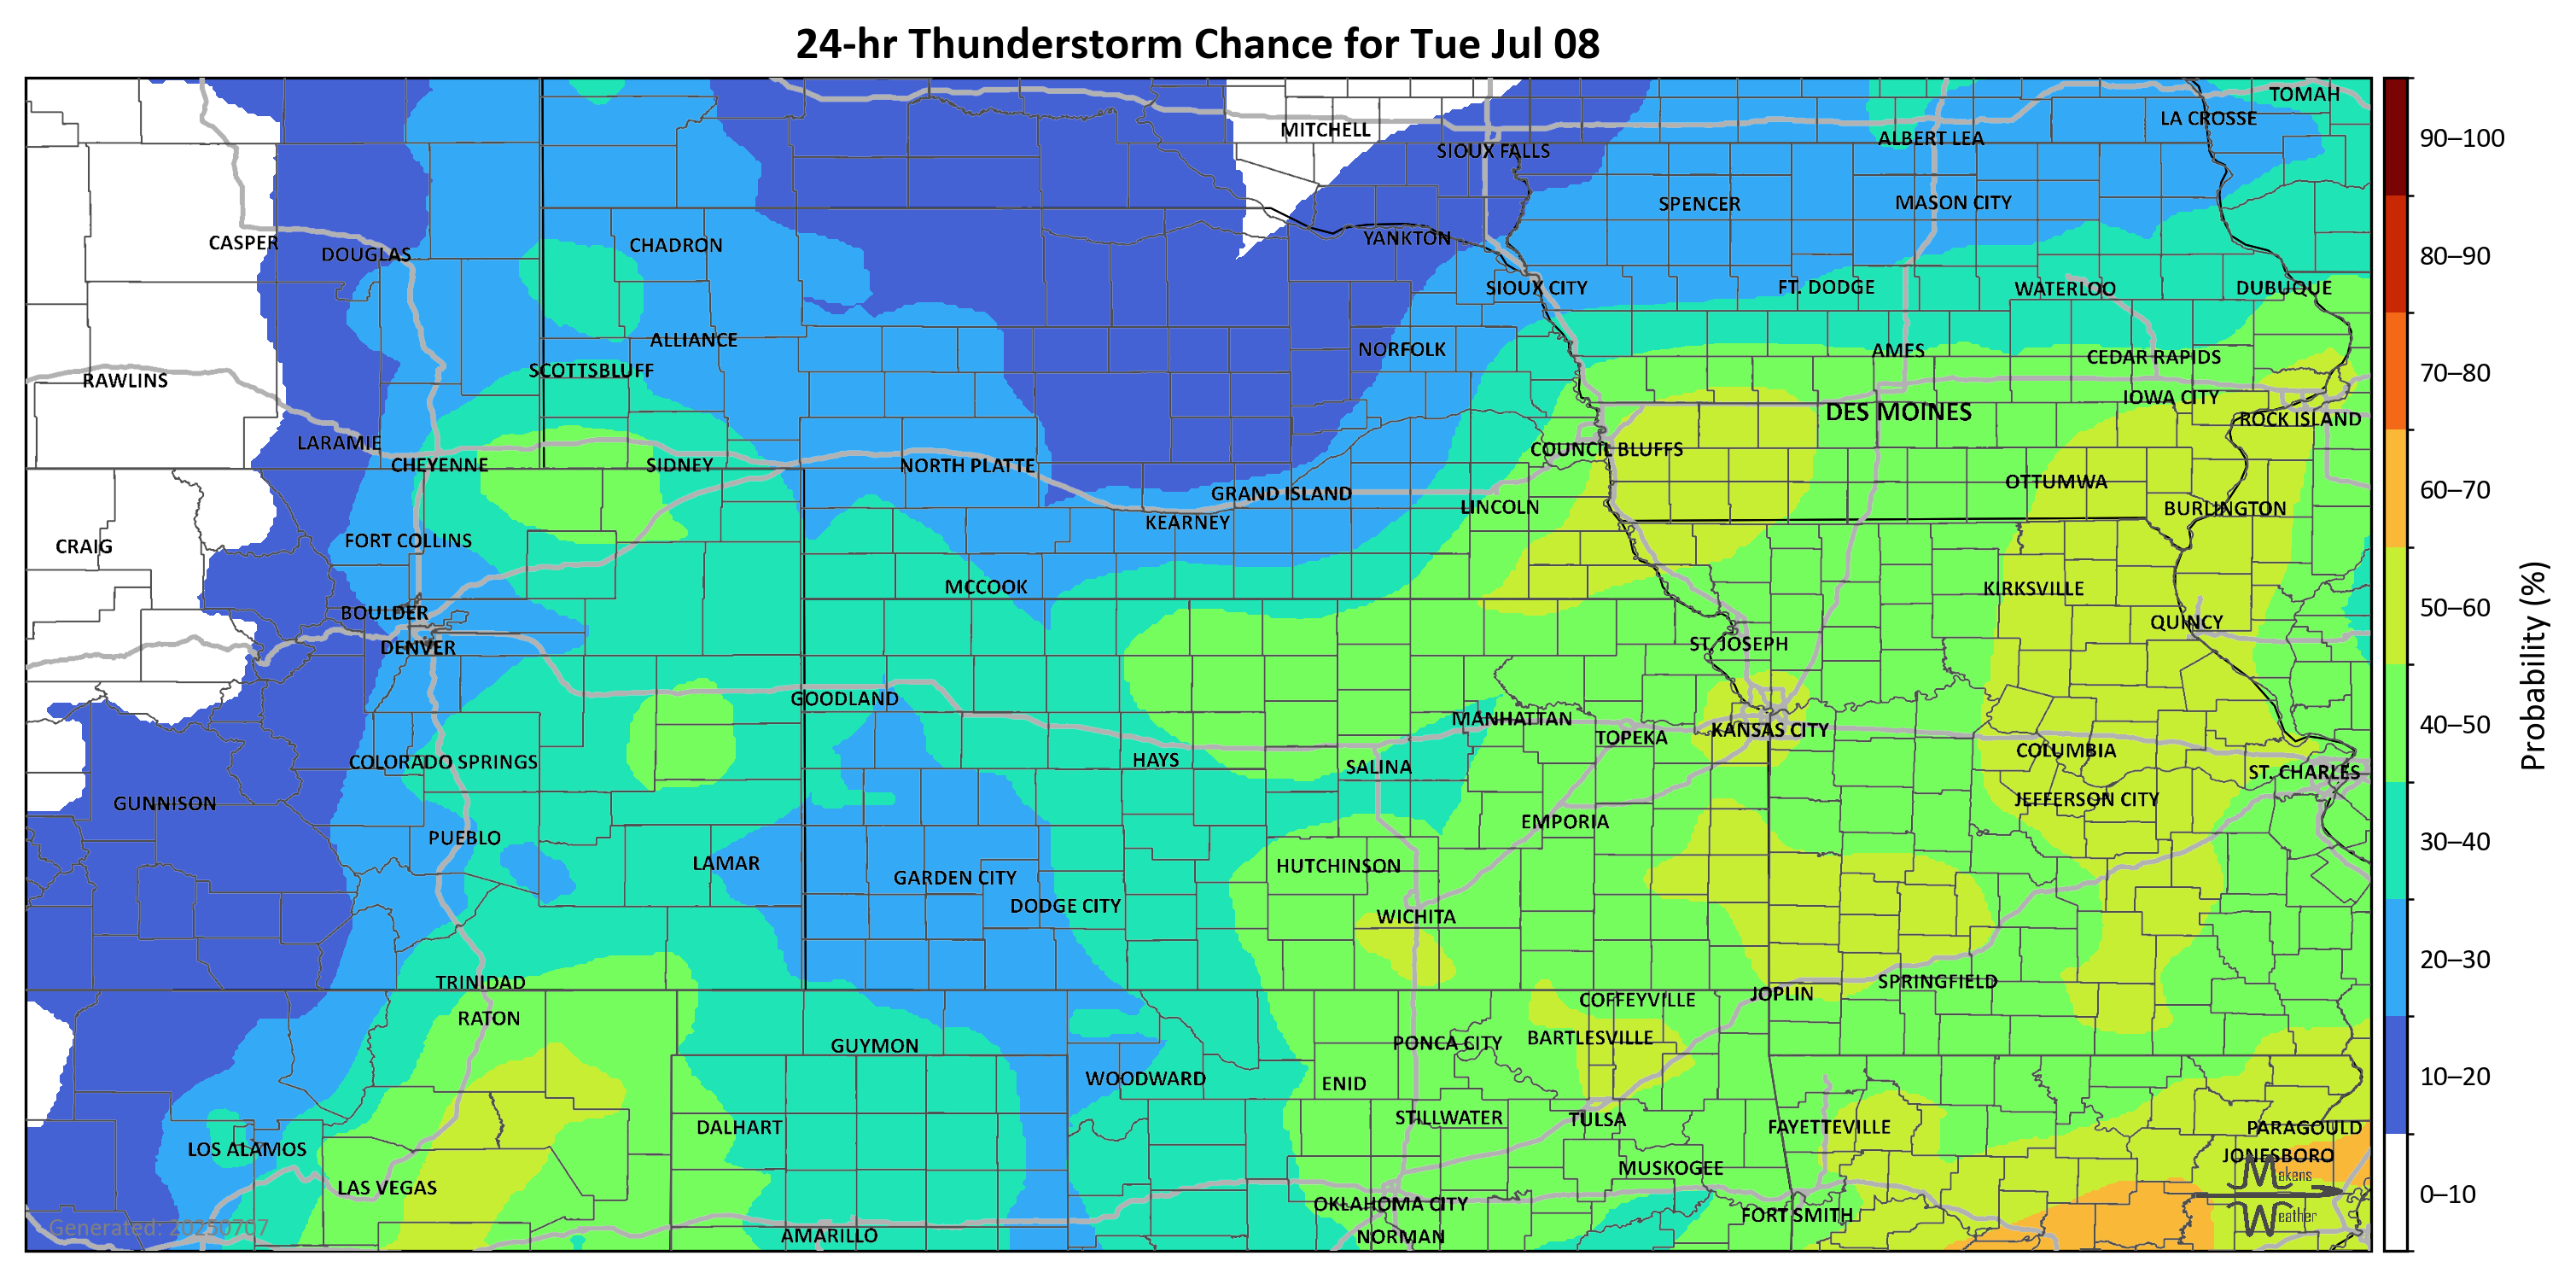 24-hr Thunderstorm Chance for Tue Jul 08
TOMAH
LA CROSSE
MITCHELL
ALBERT LEA
SIOUX FALLS
SPENCER
MASON CITY
YANKTON
CASPER
CHADRON
DOUGLAS
SIOUX CITY
FT. DODGE
WATERLOO
DUBUQUE
ALLIANCE
NORFOLK
AMES
CEDAR RAPIDS
SCOTTSBLUFF
RAWLINS
IOWA CITY
DES MOINES
ROCK ISLAND
LARAMIE
COUNCIL BLUFFS
CHEYENNE
SIDNEY
NORTH PLATTE
OTTUMWA
GRAND ISLAND
LINCOLN
BURLINGTON
KEARNEY
FORT COLLINS
CRAIG
MCCOOK
KIRKSVILLE
BOULDER
QUINCY
DENVER
ST. JOSEPH
GOODLAND
MANHATTAN
KANSAS CITY
TOPEKA
COLUMBIA
COLORADO SPRINGS
HAYS
SALINA
ST. CHARLES
GUNNISON
JEFFERSON CITY
EMPORIA
PUEBLO
LAMAR
HUTCHINSON
GARDEN CITY
DODGE CITY
WICHITA
TRINIDAD
SPRINGFIELD
JOPLIN
COFFEYVILLE
RATON
BARTLESVILLE
PONCA CITY
GUYMON
WOODWARD
ENID
STILLWATER
TULSA
DALHART
FAYETTEVILLE
PARAGOULD
LOS ALAMOS
JONESBORO
MUSKOGEE
LAS VEGAS
OKLAHOMA CITY
FORT SMITH
AMARILLO
NORMAN
Makens
Weather
Generated: 20250707
90–100
80–90
70–80
60–70
50–60
40–50
30–40
20–30
10–20
0–10
Probability (%)